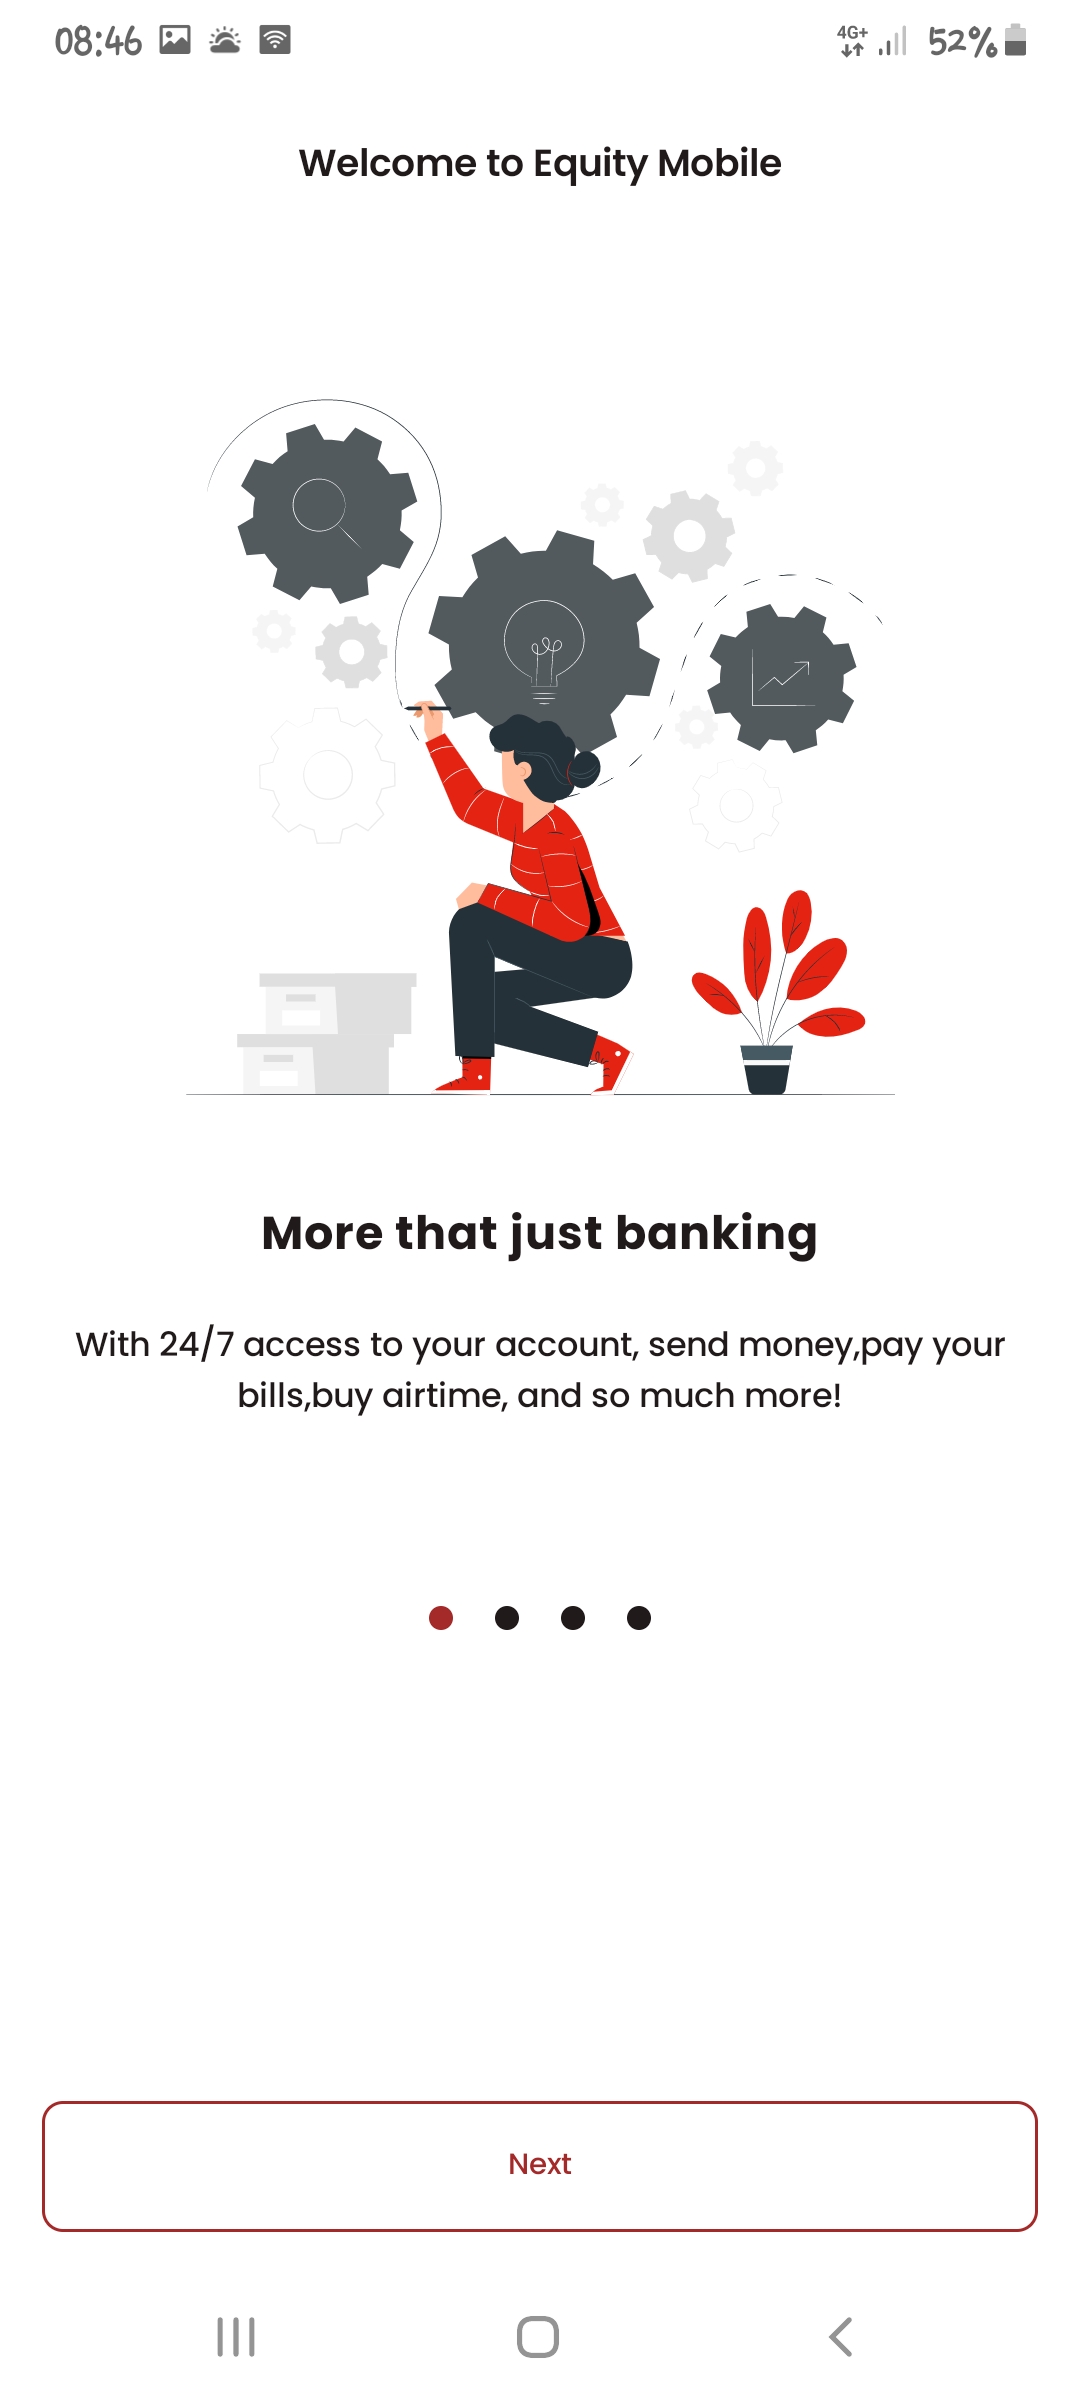 08:46
4G+
52%
Welcome to Equity Mobile
More that just banking
With 24/7 access to your account, send money,pay your
bills,buy airtime, and so much more!
Next